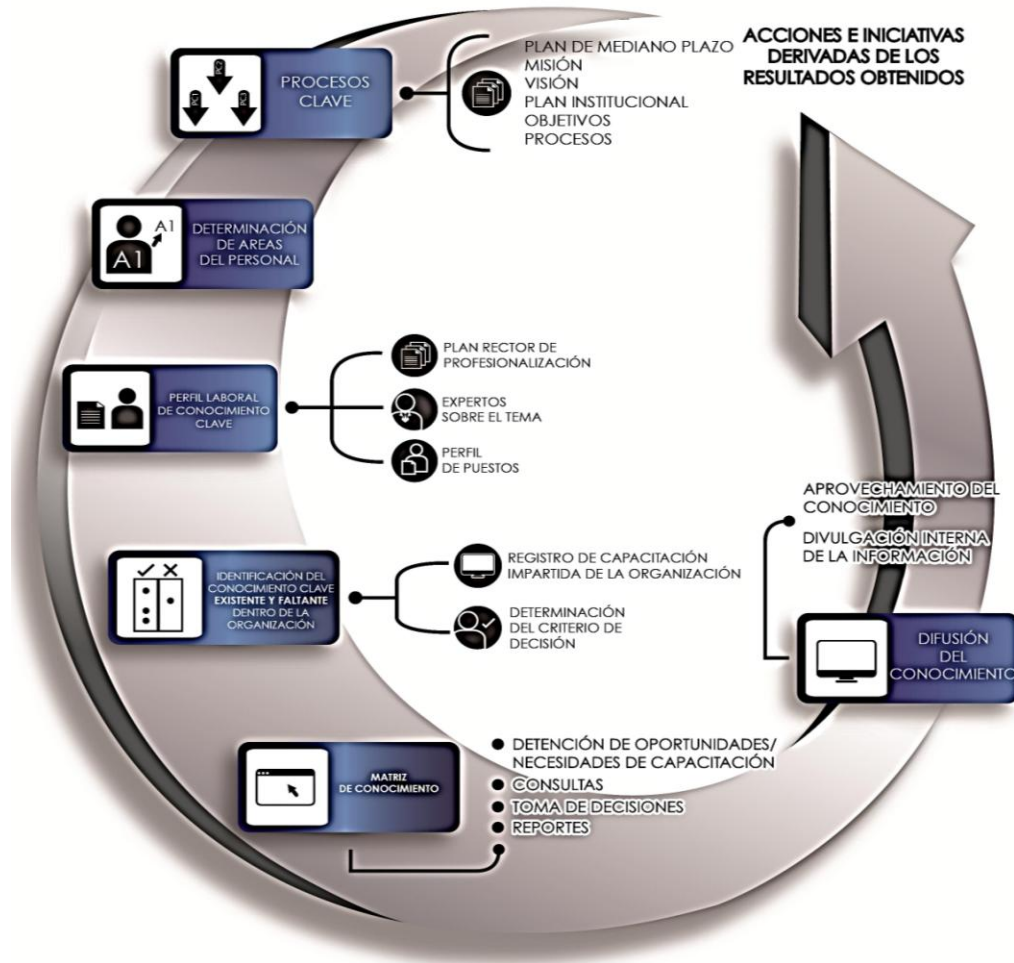 PC1
PC2
PC3
PROCESOS
CLAVE
PLAN DE MEDIANO PLAZO
MISIÓN
VISIÓN
PLAN INSTITUCIONAL
OBJETIVOS
PROCESOS
ACCIONES E INICIATIVAS
DERIVADAS DE LOS
RESULTADOS OBTENIDOS
A1
A1
DETERMINACIÓN
DE AREAS
DEL PERSONAL
PERFIL LABORAL
DE CONOCIMIENTO
CLAVE
PLAN RECTOR DE
PROFESIONALIZACIÓN
EXPERTOS
SOBRE EL TEMA
PERFIL
DE PUESTOS
IDENTIFICACIÓN DEL
CONOCIMIENTO CLAVE
EXISTENTE Y FALTANTE
DENTRO DE LA
ORGANIZACIÓN
REGISTRO DE CAPACITACIÓN
IMPARTIDA DE LA ORGANIZACIÓN
DETERMINACIÓN
DEL CRITERIO DE
DECISIÓN
MATRIZ
DE CONOCIMIENTO
DETENCIÓN DE OPORTUNIDADES/
NECESIDADES DE CAPACITACIÓN
CONSULTAS
TOMA DE DECISIONES
REPORTES
APROVECHAMIENTO DEL
CONOCIMIENTO
DIVULGACIÓN INTERNA
DE LA INFORMACIÓN
DIFUSIÓN
DEL
CONOCIMIENTO